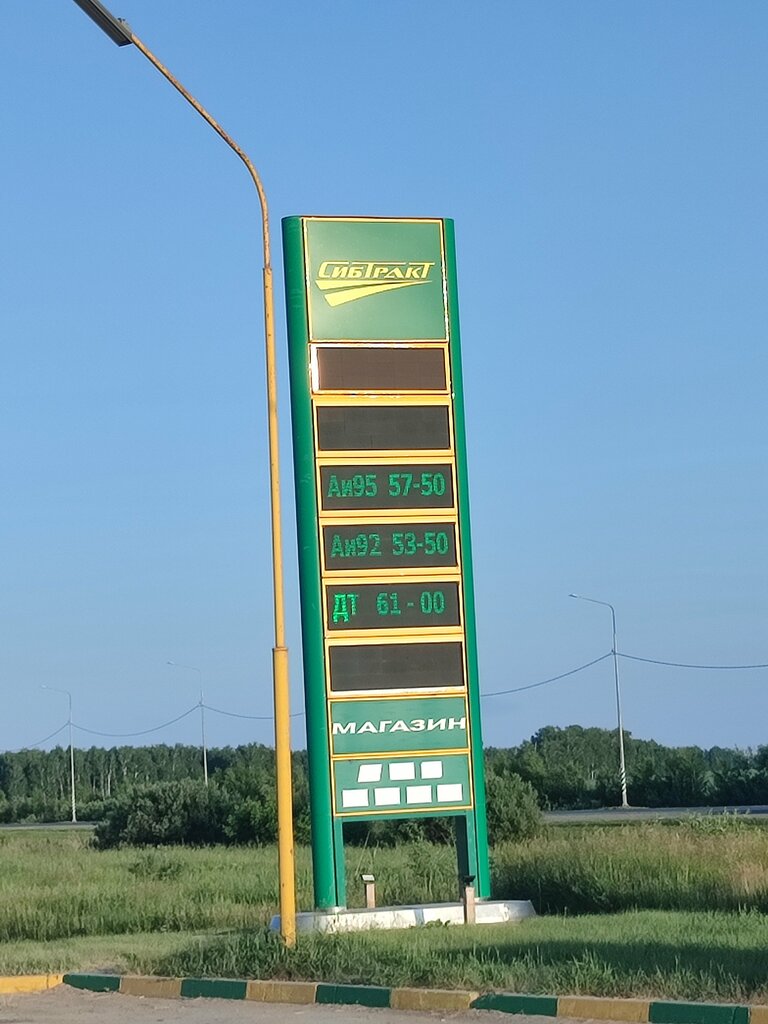 СИБТРАКТ
Аи95 57-50
Аи92 53-50
ДТ 61-00
МАГАЗИН